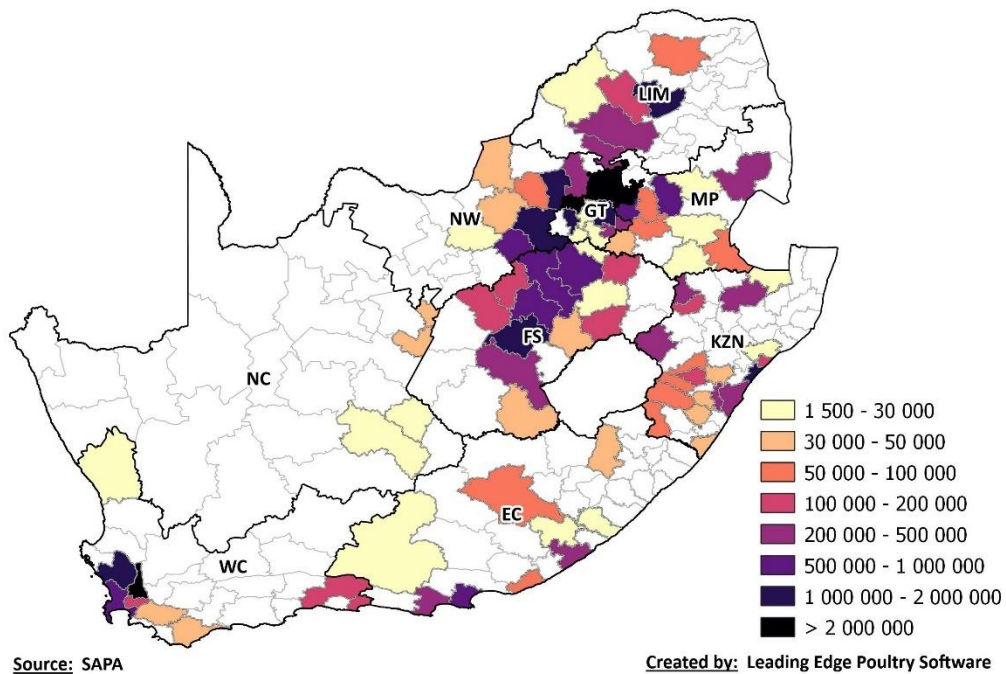 LIM
NW
GT
MP
FS
KZN
NC
EC
WC
1 500 - 30 000
30 000 - 50 000
50 000 - 100 000
100 000 - 200 000
200 000 - 500 000
500 000 - 1 000 000
1 000 000 - 2 000 000
> 2 000 000
Source: SAPA
Created by: Leading Edge Poultry Software